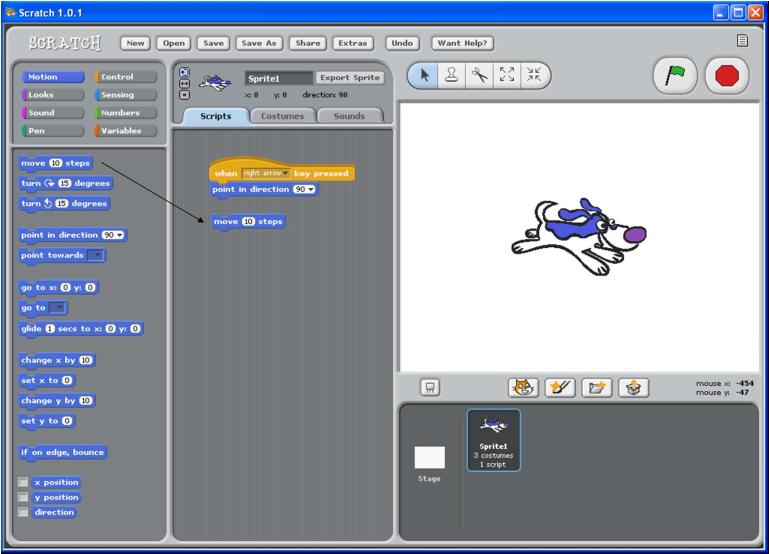 Scratch 1.0.1
SCRATCH New Open Save Save As Share Extras Undo Want Help?
Motion Control
Looks Sensing
Sound Numbers
Pen Variables
Sprite1 Export Sprite
x: 0 y: 0 direction: 90
Scripts Costumes Sounds
move 10 steps
turn 15 degrees
turn 15 degrees
point in direction 90
point towards
go to x: 0 y: 0
go to
glide 1 secs to x: 0 y: 0
change x by 10
set x to 0
change y by 10
set y to 0
if on edge, bounce
x position
y position
direction
when right arrow key pressed
point in direction 90
move 10 steps
mouse x: -454
mouse y: -47
Sprite1
3 costumes
1 script
Stage